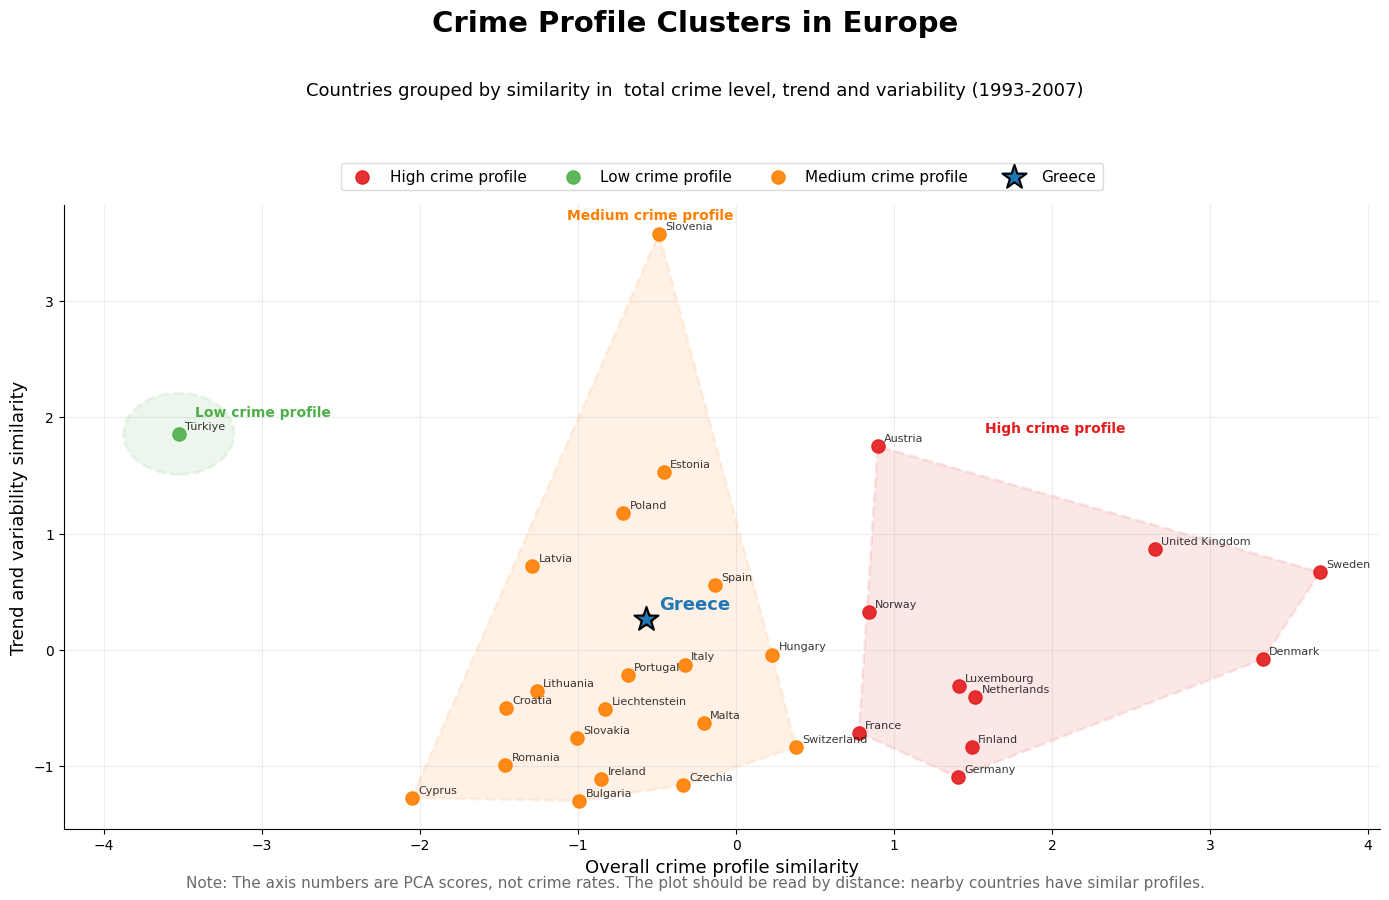 Crime Profile Clusters in Europe
Countries grouped by similarity in  total crime level, trend and variability (1993-2007)
High crime profile
Low crime profile
Medium crime profile
Greece
Medium crime profile
Slovenia
3
Low crime profile
Türkiye
2
High crime profile
Austria
Estonia
Poland
1
United Kingdom
Latvia
Sweden
Spain
Greece
Norway
0
Hungary
Denmark
Italy
Portugal
Luxembourg
Lithuania
Netherlands
Croatia
Liechtenstein
Malta
France
Slovakia
Switzerland
Finland
−1
Romania
Germany
Ireland
Czechia
Cyprus
Bulgaria
Trend and variability similarity
−4 −3 −2 −1 0 1 2 3 4
Overall crime profile similarity
Note: The axis numbers are PCA scores, not crime rates. The plot should be read by distance: nearby countries have similar profiles.